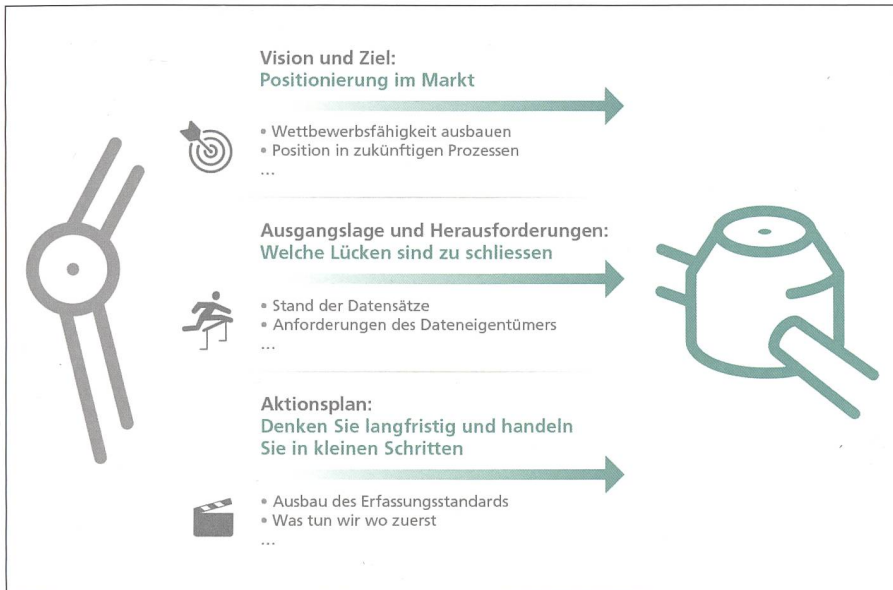 Vision und Ziel:
Positionierung im Markt
• Wettbewerbsfähigkeit ausbauen
• Position in zukünftigen Prozessen
...
Ausgangslage und Herausforderungen:
Welche Lücken sind zu schliessen
• Stand der Datensätze
• Anforderungen des Dateneigentümers
...
Aktionsplan:
Denken Sie langfristig und handeln
Sie in kleinen Schritten
• Ausbau des Erfassungsstandards
• Was tun wir wo zuerst
...